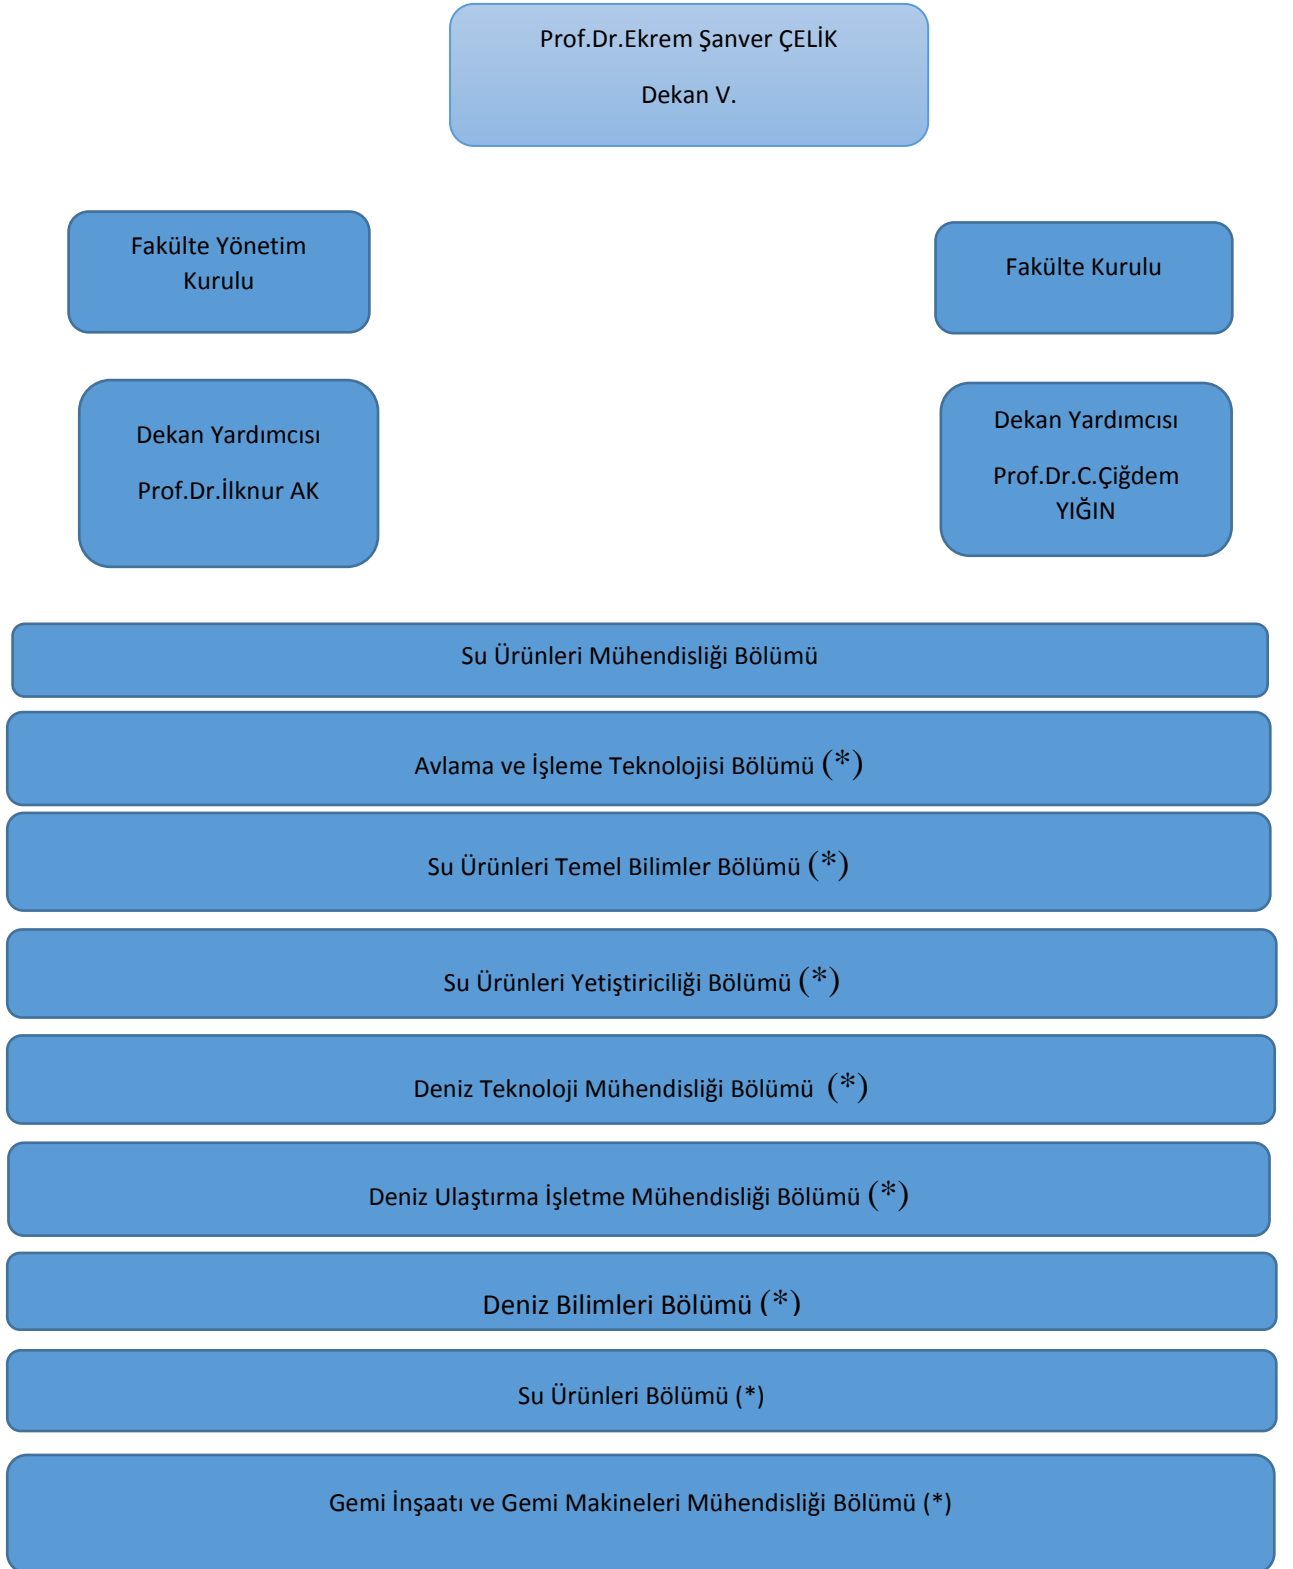 Prof.Dr.Ekrem Şanver ÇELİK
Dekan V.
Fakülte Yönetim
Kurulu
Fakülte Kurulu
Dekan Yardımcısı
Prof.Dr.İlknur AK
Dekan Yardımcısı
Prof.Dr.C.Çiğdem
YIĞIN
Su Ürünleri Mühendisliği Bölümü
Avlama ve İşleme Teknolojisi Bölümü (*)
Su Ürünleri Temel Bilimler Bölümü (*)
Su Ürünleri Yetiştiriciliği Bölümü (*)
Deniz Teknoloji Mühendisliği Bölümü (*)
Deniz Ulaştırma İşletme Mühendisliği Bölümü (*)
Deniz Bilimleri Bölümü (*)
Su Ürünleri Bölümü (*)
Gemi İnşaatı ve Gemi Makineleri Mühendisliği Bölümü (*)